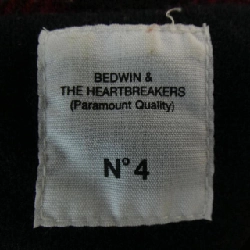 BEDWIN &
THE HEARTBREAKERS
(Paramount Quality)
N° 4